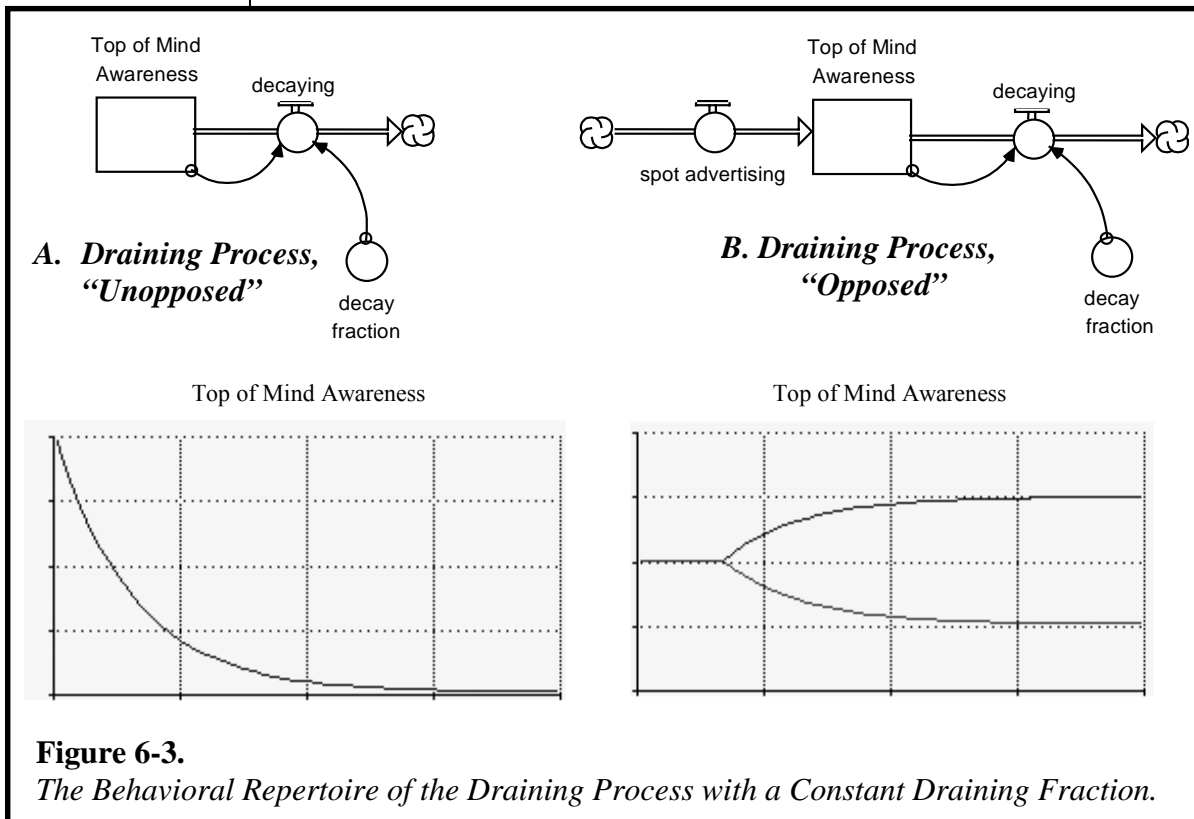 Top of Mind
Awareness
decaying
A. Draining Process,
“Unopposed”
decay
fraction
Top of Mind
Awareness
decaying
spot advertising
B. Draining Process,
“Opposed”
decay
fraction
Top of Mind Awareness
Top of Mind Awareness
Figure 6-3.
The Behavioral Repertoire of the Draining Process with a Constant Draining Fraction.